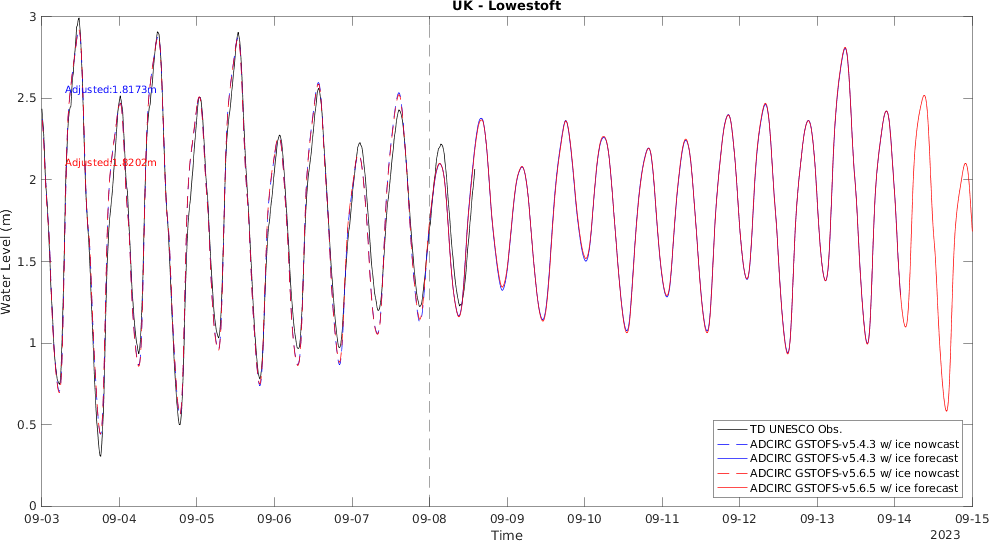 UK - Lowestoft
3
2.5
2
1.5
1
0.5
0
Water Level (m)
Adjusted:1.8173m
Adjusted:1.8202m
TD UNESCO Obs.
ADCIRC GSTOFS-v5.4.3 w/ ice nowcast
ADCIRC GSTOFS-v5.4.3 w/ ice forecast
ADCIRC GSTOFS-v5.6.5 w/ ice nowcast
ADCIRC GSTOFS-v5.6.5 w/ ice forecast
09-03 09-04 09-05 09-06 09-07 09-08 09-09 09-10 09-11 09-12 09-13 09-14 09-15
Time
2023